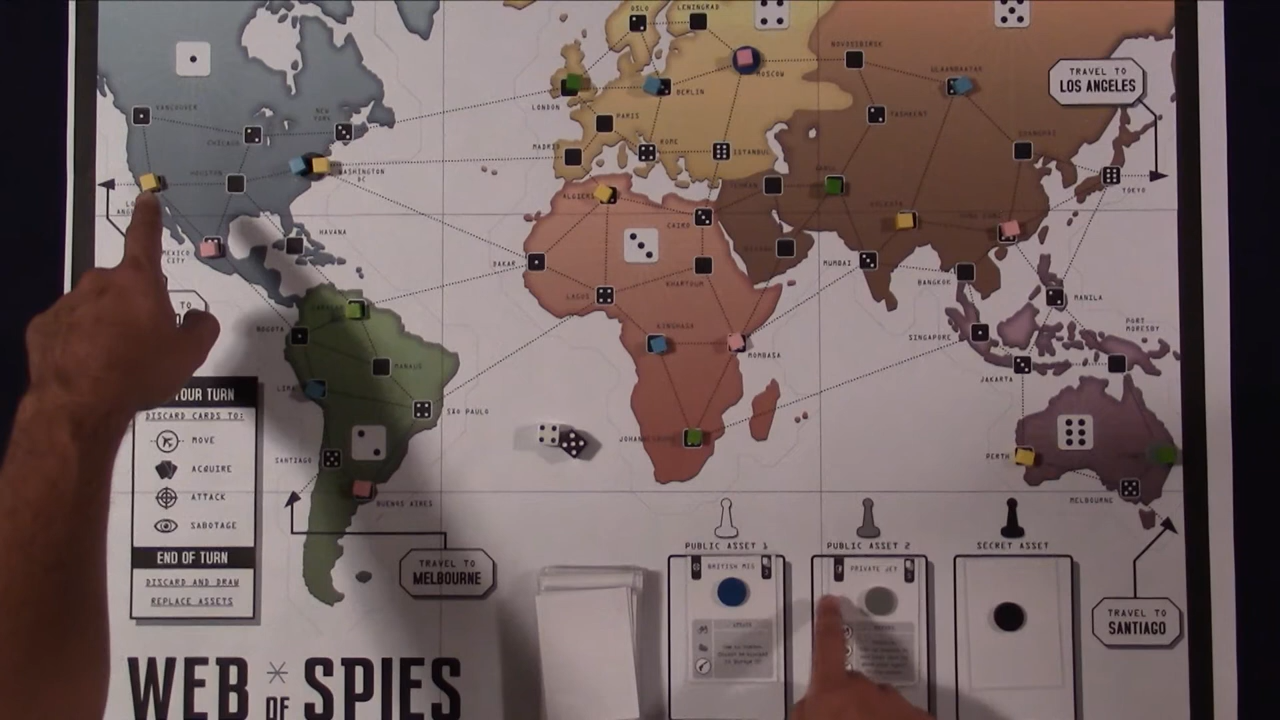 OSLO
LENINGRAD
MOSCOW
NOVOSIBIRSK
ULAANBAATAR
TRAVEL TO
LOS ANGELES
VANCOUVER
CHICAGO
NEW
YORK
LONDON
BERLIN
PARIS
TASHKENT
SHANGHAI
MADRID
ROME
ISTANBUL
HOUSTON
WASHINGTON
DC
ALGIERS
TEHRAN
TOKYO
MEXICO
CITY
HAVANA
DAKAR
CAIRO
MUMBAI
BANGKOK
LAGOS
KHARTOUM
MANILA
BOGOTA
KINSHASA
MOMBASA
SINGAPORE
PORT
MORESBY
MANAUS
JAKARTA
LIMA
SÃO PAULO
JOHANNESBURG
SANTIAGO
PERTH
BUENOS AIRES
MELBOURNE
YOUR TURN
DISCARD CARDS TO:
MOVE
ACQUIRE
ATTACK
SABOTAGE
END OF TURN
DISCARD AND DRAW
REPLACE ASSETS
TRAVEL TO
MELBOURNE
PUBLIC ASSET 1
PUBLIC ASSET 2
SECRET ASSET
BRITISH MI6
PRIVATE JET
TRAVEL TO
SANTIAGO
WEB OF SPIES